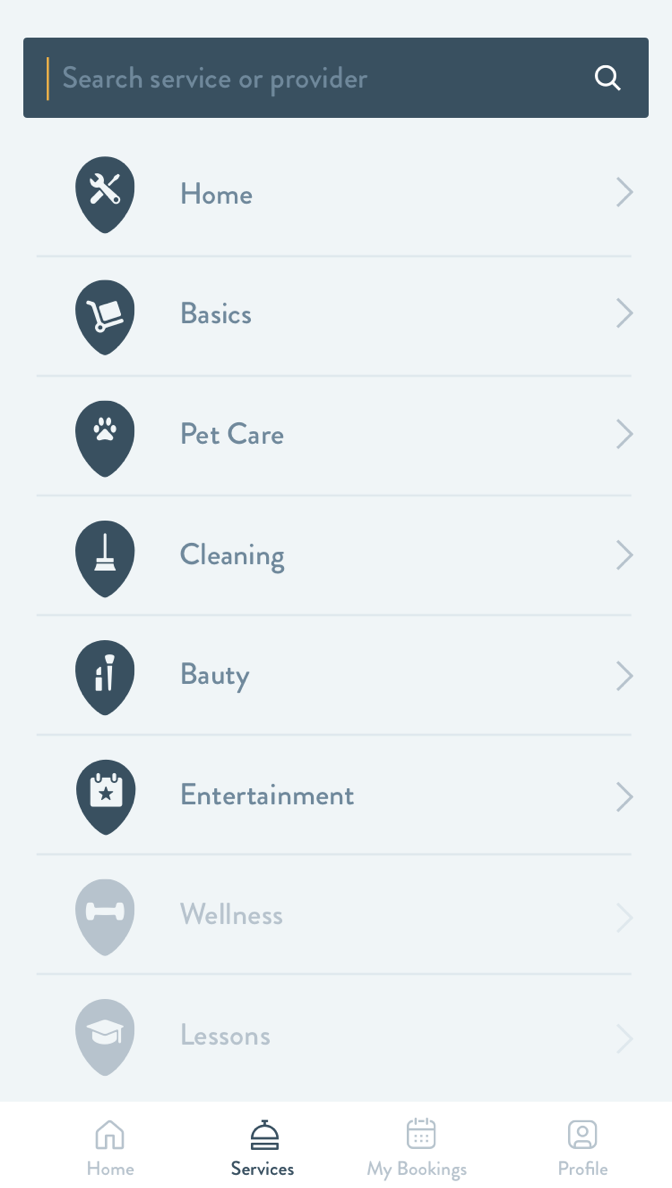 Search service or provider
Home
Basics
Pet Care
Cleaning
Bauty
Entertainment
Wellness
Lessons
Home Services My Bookings Profile